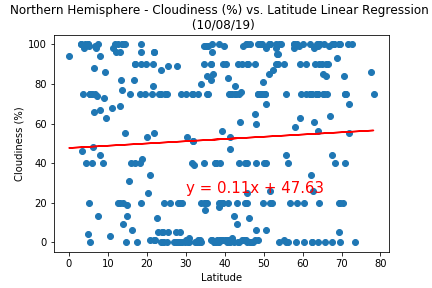 Northern Hemisphere - Cloudiness (%) vs. Latitude Linear Regression
(10/08/19)
100
80
60
40
20
0
Cloudiness (%)
y = 0.11x + 47.63
0 10 20 30 40 50 60 70 80
Latitude